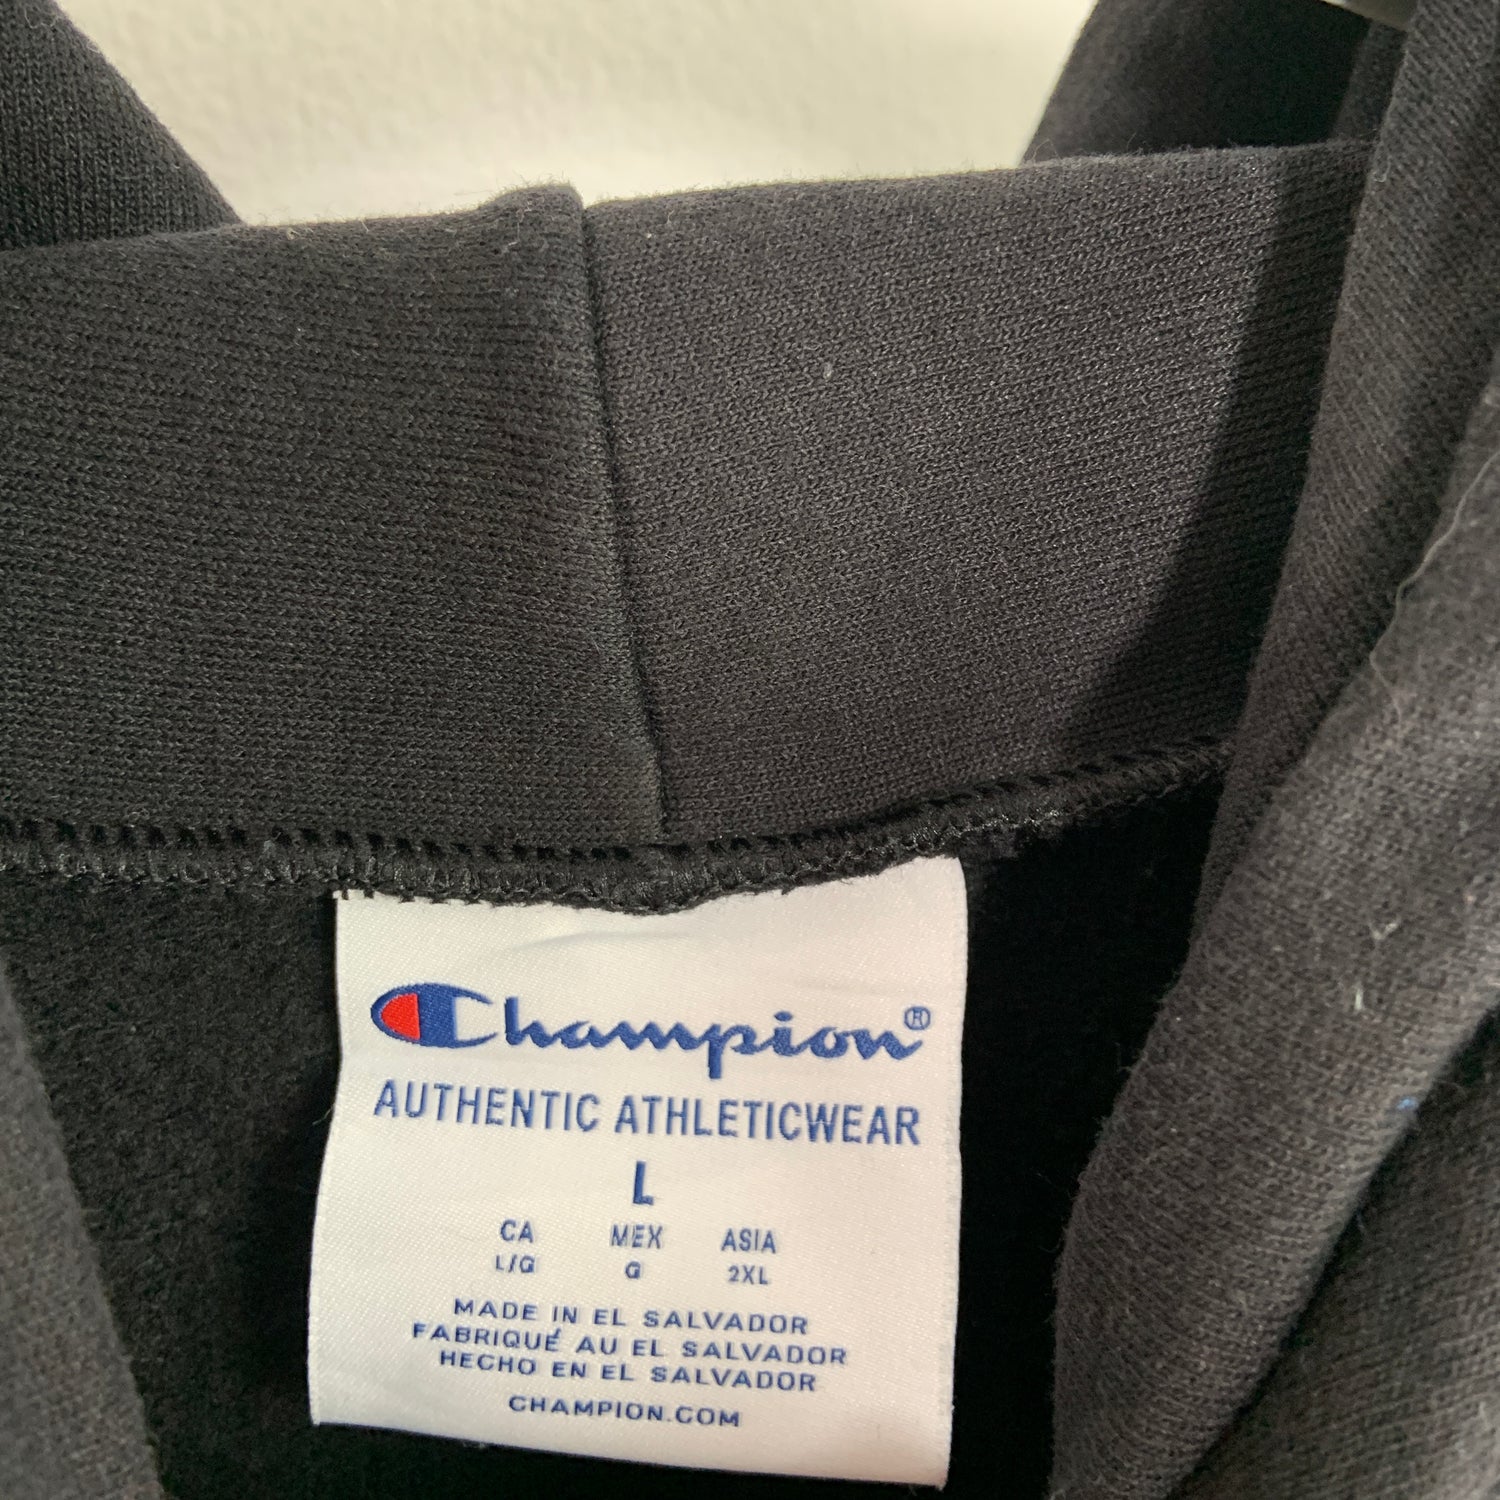 Champion®
AUTHENTIC ATHLETICWEAR
L
CA MEX ASIA
L/G G 2XL
MADE IN EL SALVADOR
FABRIQUÉ AU EL SALVADOR
HECHO EN EL SALVADOR
CHAMPION.COM